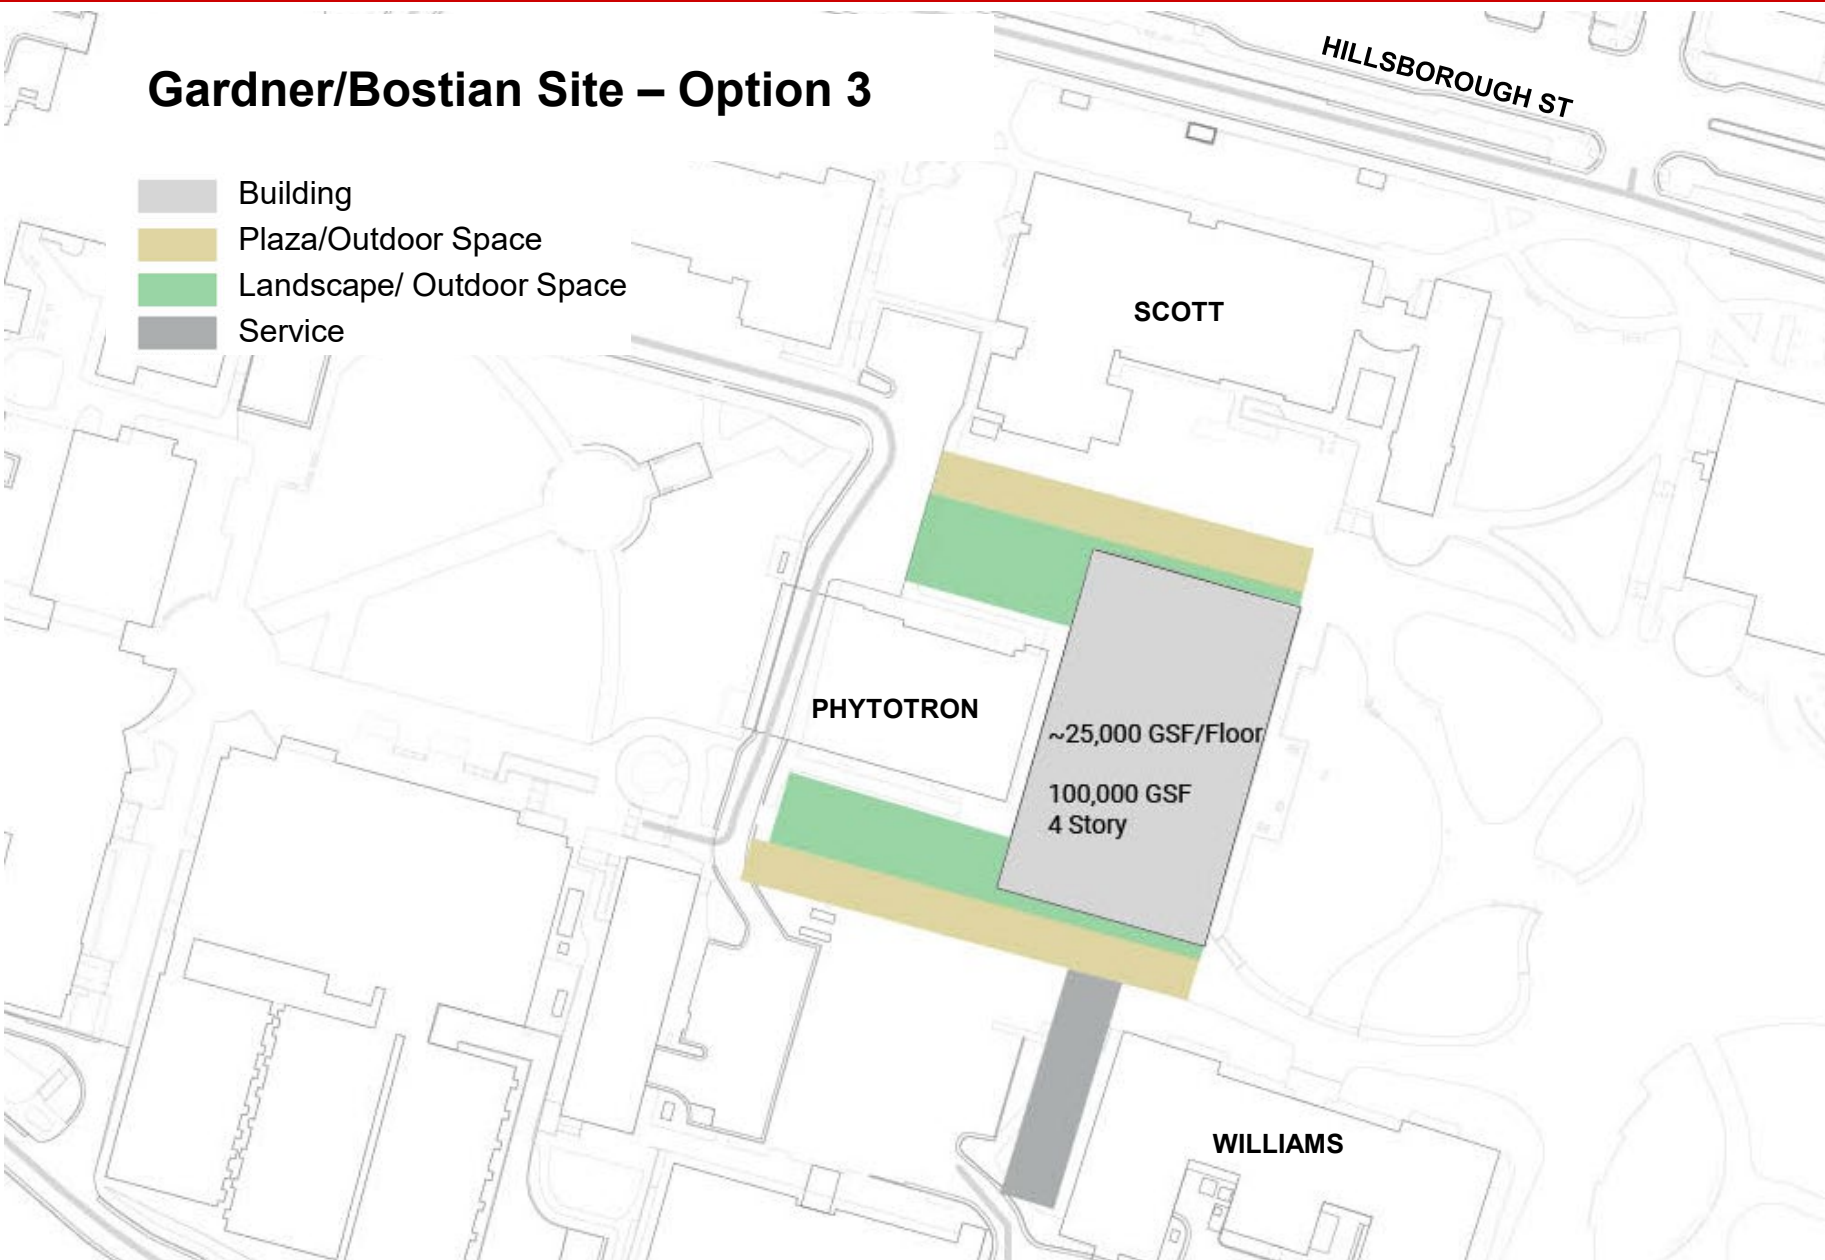 Gardner/Bostian Site – Option 3
HILLSBOROUGH ST
Building
Plaza/Outdoor Space
Landscape/ Outdoor Space
Service
SCOTT
PHYTOTRON
~25,000 GSF/Floor
100,000 GSF
4 Story
WILLIAMS